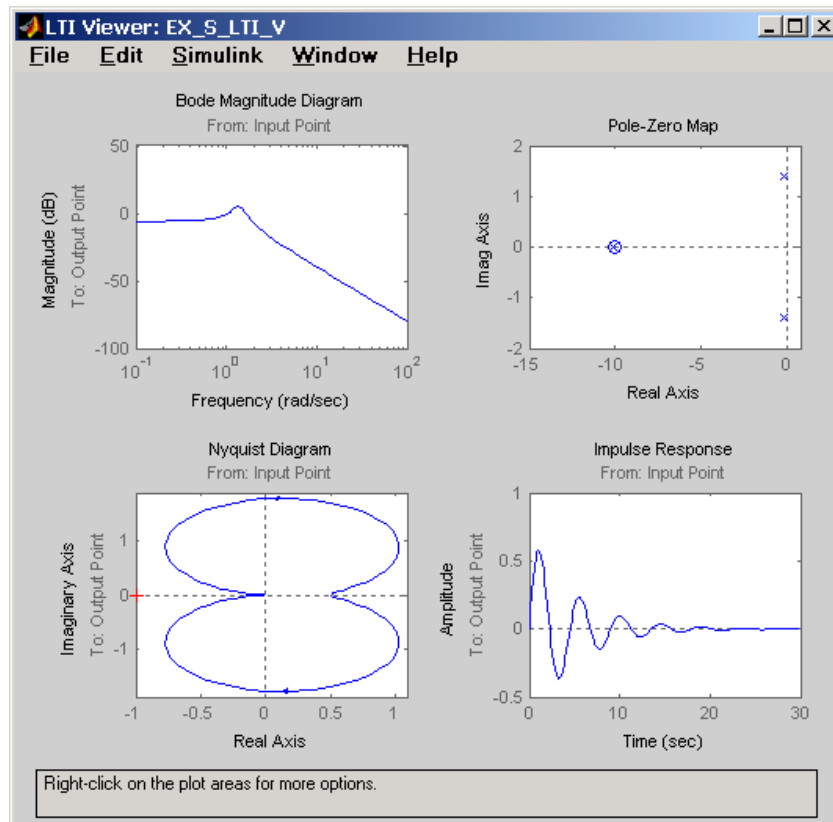 LTI Viewer: EX_S_LTI_V
File Edit Simulink Window Help
Bode Magnitude Diagram
From: Input Point
Magnitude (dB)
To: Output Point
50
0
-50
-100
10^-1 10^0 10^1 10^2
Frequency (rad/sec)
Pole-Zero Map
Imag Axis
2
1
0
-1
-2
-15 -10 -5 0
Real Axis
Nyquist Diagram
From: Input Point
Imaginary Axis
To: Output Point
1
0
-1
-1 -0.5 0 0.5 1
Real Axis
Impulse Response
From: Input Point
Amplitude
To: Output Point
1
0.5
0
-0.5
0 10 20 30
Time (sec)
Right-click on the plot areas for more options.